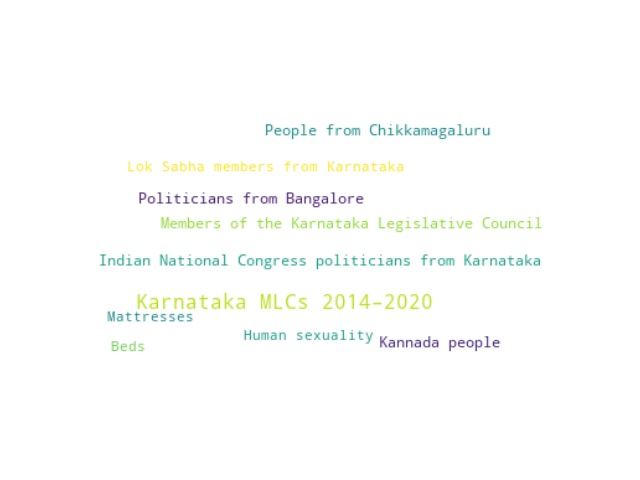 People from Chikkamagaluru
Lok Sabha members from Karnataka
Politicians from Bangalore
Members of the Karnataka Legislative Council
Indian National Congress politicians from Karnataka
Karnataka MLCs 2014–2020
Mattresses
Human sexuality
Kannada people
Beds